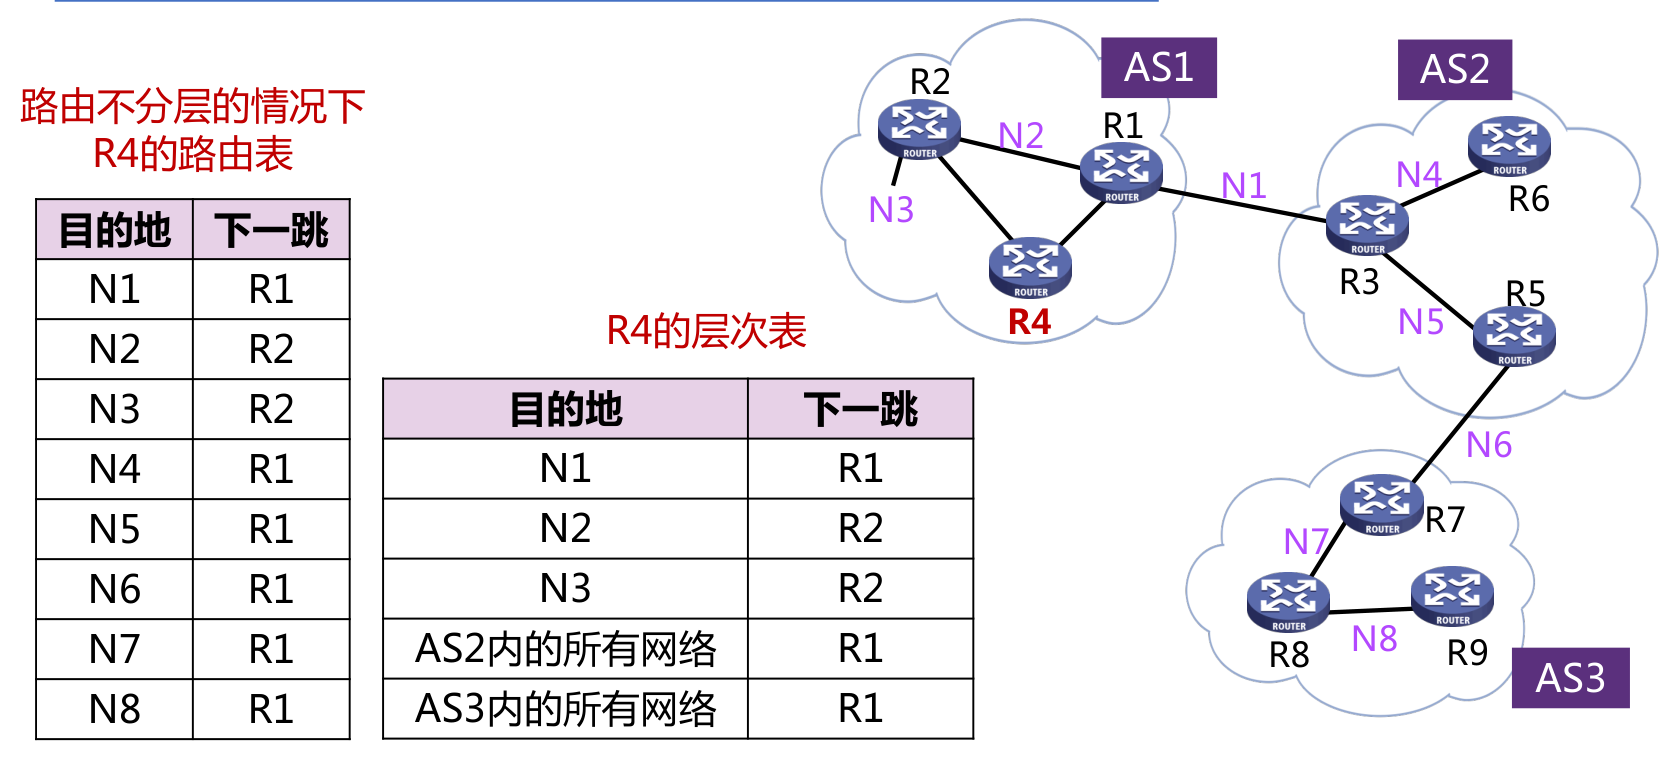 路由不分层的情况下
R4的路由表
目的地 下一跳
N1 R1
N2 R2
N3 R2
N4 R1
N5 R1
N6 R1
N7 R1
N8 R1
R4的层次表
目的地 下一跳
N1 R1
N2 R2
N3 R2
AS2内的所有网络 R1
AS3内的所有网络 R1
AS1
R2
ROUTER
N2
R1
ROUTER
N3
ROUTER
R4
N1
AS2
ROUTER
R6
N4
ROUTER
R3
R5
N5
ROUTER
N6
ROUTER
R7
N7
ROUTER
R8
ROUTER
N8
R9
AS3